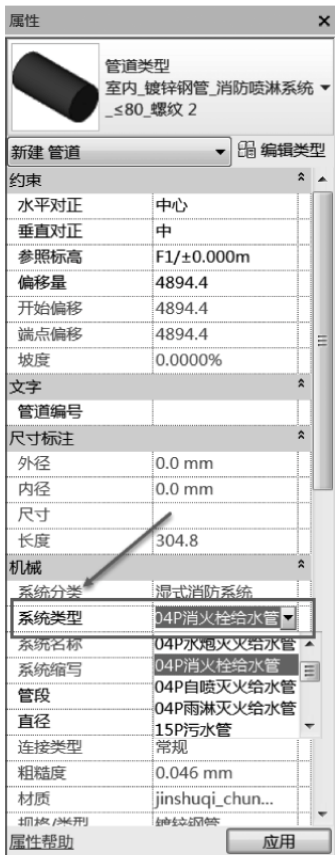 属性
管道类型
室内_镀锌钢管_消防喷淋系统
_≤80_螺纹 2
新建 管道 编辑类型
约束
水平对正 中心
垂直对正 中
参照标高 F1/±0.000m
偏移量 4894.4
开始偏移 4894.4
端点偏移 4894.4
坡度 0.0000%
文字
管道编号
尺寸标注
外径 0.0 mm
内径 0.0 mm
尺寸
长度 304.8
机械
系统分类 湿式消防系统
系统类型 04P消火栓给水管
系统名称 04P水炮灭火给水管
系统缩写 04P消火栓给水管
管段 04P自喷灭火给水管
04P雨淋灭火给水管
直径 15P污水管
连接类型 常规
粗糙度 0.046 mm
材质 jinshuqi_chun...
规格/类型 镀锌钢管
属性帮助 应用